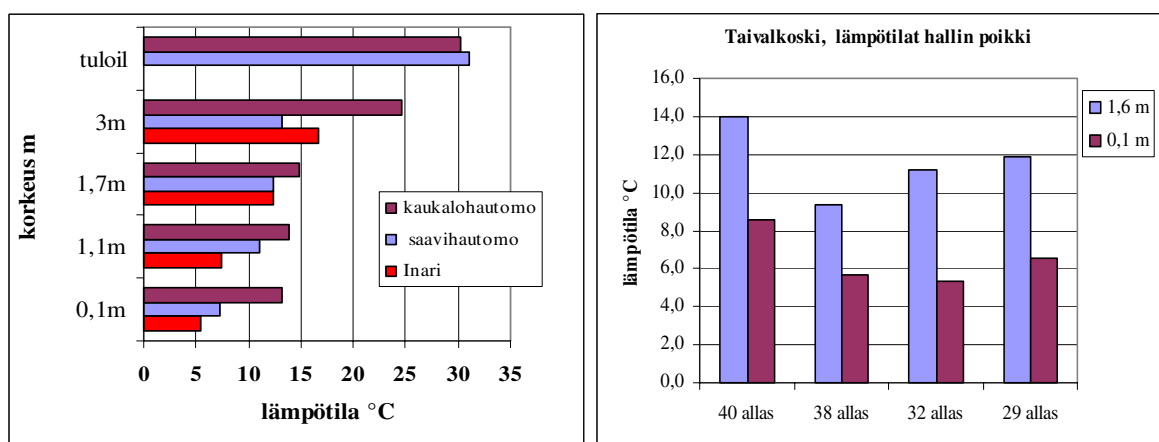 korkeus m
tuloil
3m
1,7m
1,1m
0,1m
kaukalohautomo
saavihautomo
Inari
0 5 10 15 20 25 30 35
lämpötila °C
Taivalkoski, lämpötilat hallin poikki
lämpötila °C
16,0
14,0
12,0
10,0
8,0
6,0
4,0
2,0
0,0
40 allas 38 allas 32 allas 29 allas
1,6 m
0,1 m